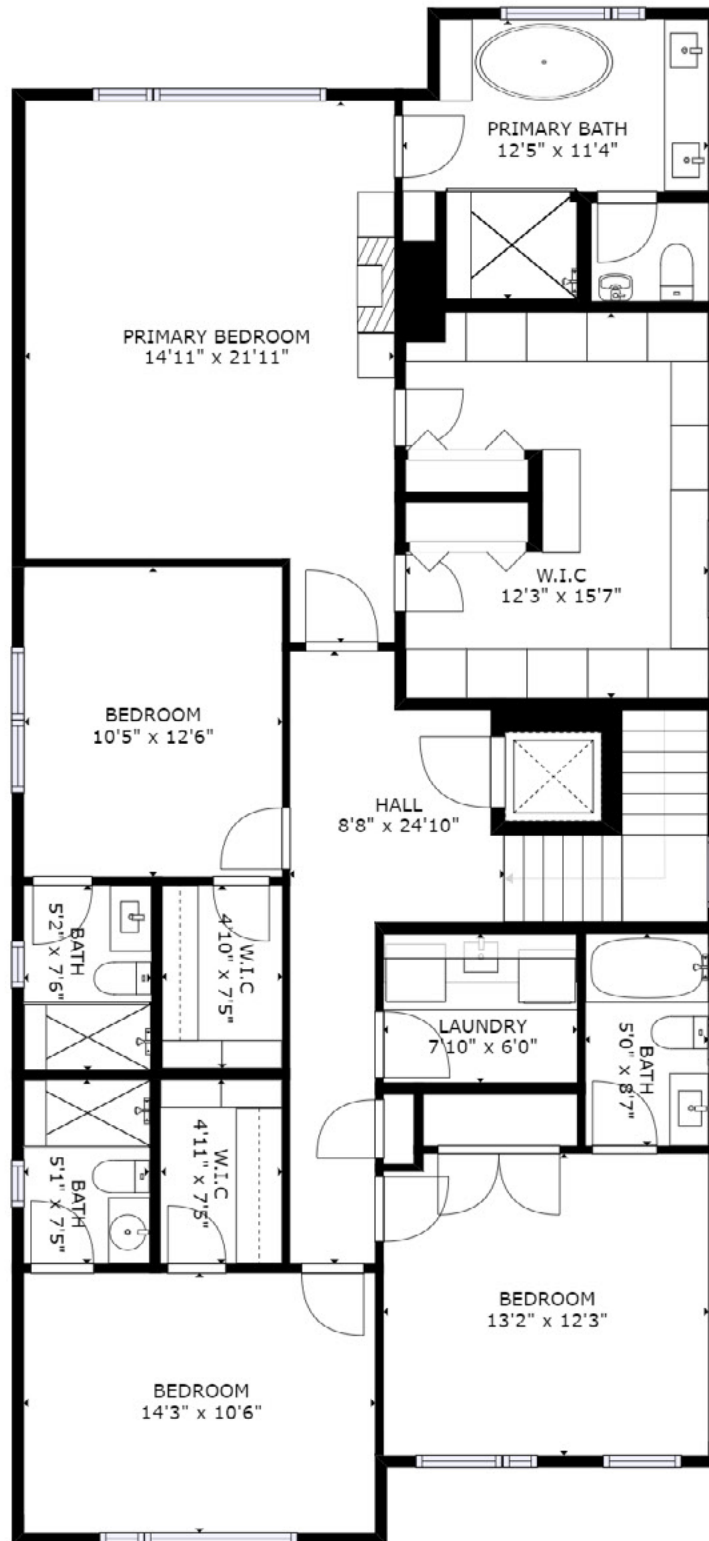 PRIMARY BATH
12'5" x 11'4"
PRIMARY BEDROOM
14'11" x 21'11"
W.I.C
12'3" x 15'7"
BEDROOM
10'5" x 12'6"
HALL
8'8" x 24'10"
BATH
5'2" x 7'6"
W.I.C
4'10" x 7'5"
LAUNDRY
7'10" x 6'0"
BATH
5'0" x 8'7"
BATH
5'1" x 7'5"
W.I.C
4'11" x 7'5"
BEDROOM
13'2" x 12'3"
BEDROOM
14'3" x 10'6"